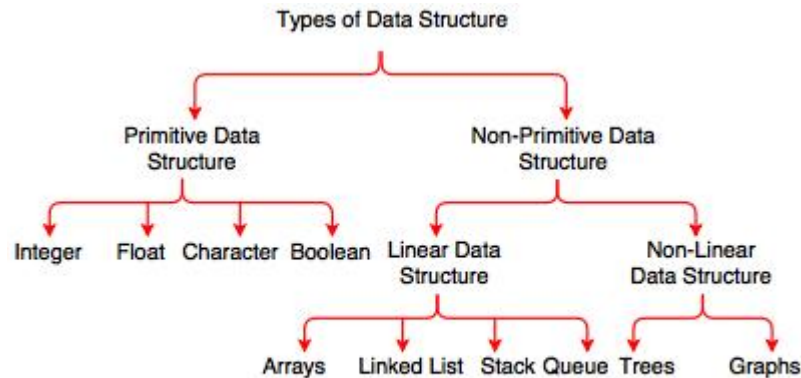 Types of Data Structure
Primitive Data
Structure
Non-Primitive Data
Structure
Integer
Float
Character
Boolean
Linear Data
Structure
Non-Linear
Data Structure
Arrays
Linked List
Stack
Queue
Trees
Graphs